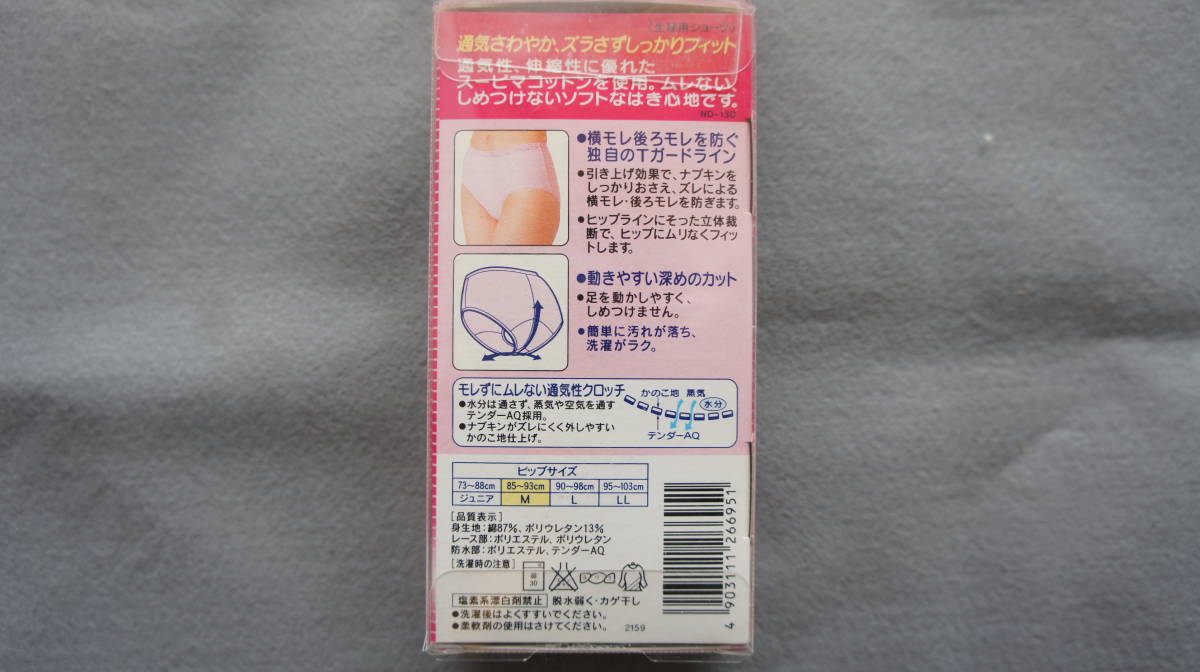 (生理用ショーツ)
通気さわやか、ズラさずしっかりフィット
通気性、伸縮性に優れた
スーピマコットンを使用。ムレない、
しめつけないソフトなはき心地です。
ND-130
●横モレ後ろモレを防ぐ
独自のTガードライン
●引き上げ効果で、ナプキンを
しっかりおさえ、ズレによる
横モレ・後ろモレを防ぎます。
●ヒップラインにそった立体裁
断で、ヒップにムリなくフィッ
トします。
●動きやすい深めのカット
●足を動かしやすく、
しめつけません。
●簡単に汚れが落ち、
洗濯がラク。
モレずにムレない通気性クロッチ
●水分は通さず、蒸気や空気を通す
テンダーAQ採用。
●ナプキンがズレにくく外しやすい
かのこ地仕上げ。
かのこ地 蒸気
水分
テンダーAQ
ヒップサイズ
73〜88cm 85〜93cm 90〜98cm 95〜103cm
ジュニア M L LL
[品質表示]
身生地:綿87%、ポリウレタン13%
レース部:ポリエステル、ポリウレタン
防水部:ポリエステル、テンダーAQ
[洗濯時の注意]
30
塩素系漂白剤禁止 脱水弱く・カゲ干し
●洗濯後はよくすすいでください。
●柔軟剤の使用はさけてください。
2159
4 903111 266951